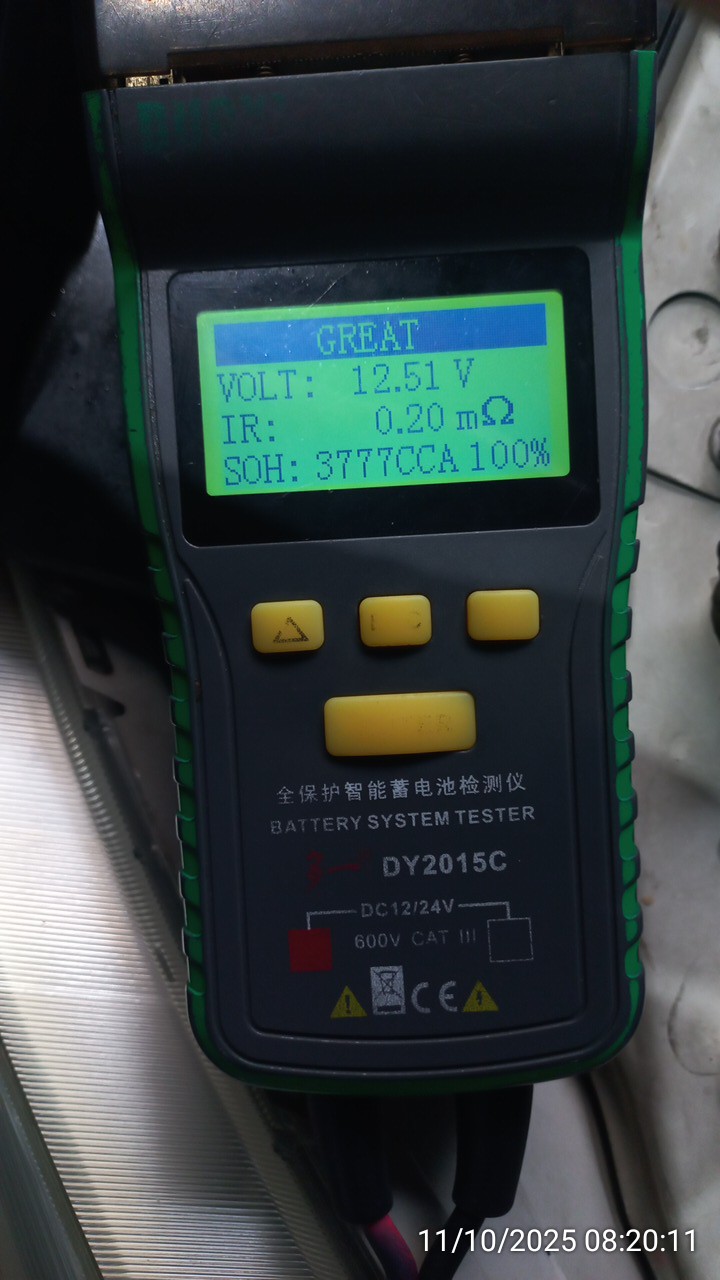 GREAT
VOLT: 12.51 V
IR: 0.20 mΩ
SOH: 3777CCA 100%
全保护智能蓄电池检测仪
BATTERY SYSTEM TESTER
DY2015C
DC12/24V
600V CAT III
CE
11/10/2025 08:20:11